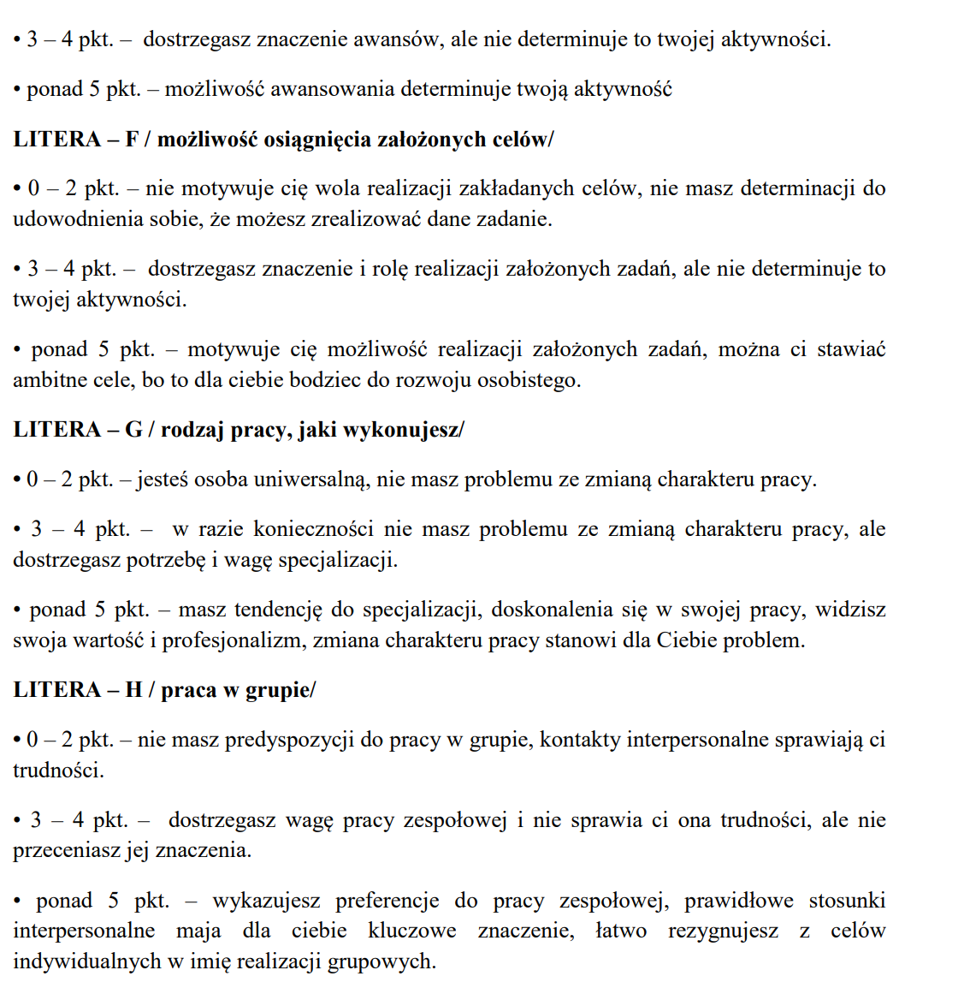 • 3 – 4 pkt. – dostrzegasz znaczenie awansów, ale nie determinuje to twojej aktywności.
• ponad 5 pkt. – możliwość awansowania determinuje twoją aktywność
LITERA – F / możliwość osiągnięcia założonych celów/
• 0 – 2 pkt. – nie motywuje cię wola realizacji zakładanych celów, nie masz determinacji do
udowodnienia sobie, że możesz zrealizować dane zadanie.
• 3 – 4 pkt. – dostrzegasz znaczenie i rolę realizacji założonych zadań, ale nie determinuje to
twojej aktywności.
• ponad 5 pkt. – motywuje cię możliwość realizacji założonych zadań, można ci stawiać
ambitne cele, bo to dla ciebie bodziec do rozwoju osobistego.
LITERA – G / rodzaj pracy, jaki wykonujesz/
• 0 – 2 pkt. – jesteś osoba uniwersalną, nie masz problemu ze zmianą charakteru pracy.
• 3 – 4 pkt. – w razie konieczności nie masz problemu ze zmianą charakteru pracy, ale
dostrzegasz potrzebę i wagę specjalizacji.
• ponad 5 pkt. – masz tendencję do specjalizacji, doskonalenia się w swojej pracy, widzisz
swoja wartość i profesjonalizm, zmiana charakteru pracy stanowi dla Ciebie problem.
LITERA – H / praca w grupie/
• 0 – 2 pkt. – nie masz predyspozycji do pracy w grupie, kontakty interpersonalne sprawiają ci
trudności.
• 3 – 4 pkt. – dostrzegasz wagę pracy zespołowej i nie sprawia ci ona trudności, ale nie
przeceniasz jej znaczenia.
• ponad 5 pkt. – wykazujesz preferencje do pracy zespołowej, prawidłowe stosunki
interpersonalne maja dla ciebie kluczowe znaczenie, łatwo rezygnujesz z celów
indywidualnych w imię realizacji grupowych.